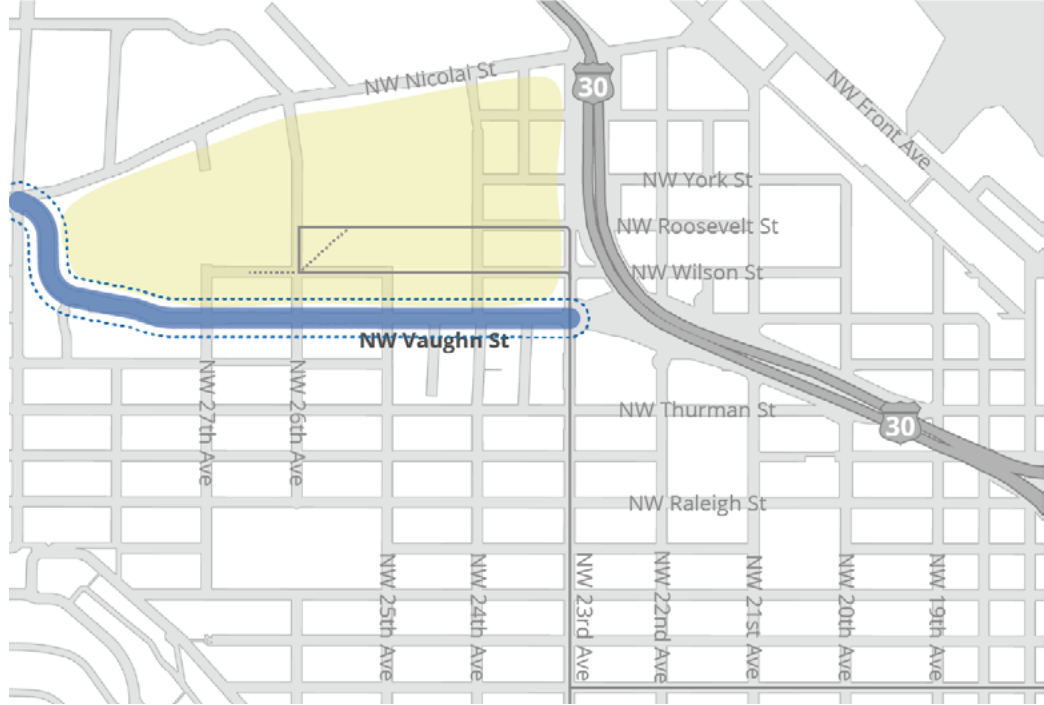 NW Nicolai St
30
NW Front Ave
NW York St
NW Roosevelt St
NW Wilson St
NW Vaughn St
NW 27th Ave
NW 26th Ave
NW Thurman St
30
NW Raleigh St
NW 25th Ave
NW 24th Ave
NW 23rd Ave
NW 22nd Ave
NW 21st Ave
NW 20th Ave
NW 19th Ave